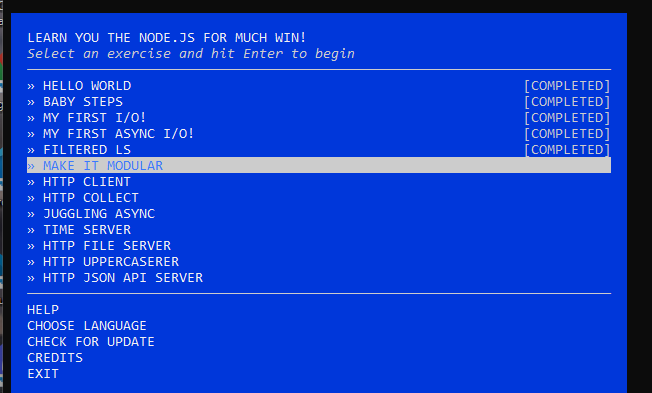 LEARN YOU THE NODE.JS FOR MUCH WIN!
Select an exercise and hit Enter to begin
» HELLO WORLD [COMPLETED]
» BABY STEPS [COMPLETED]
» MY FIRST I/O! [COMPLETED]
» MY FIRST ASYNC I/O! [COMPLETED]
» FILTERED LS [COMPLETED]
» MAKE IT MODULAR
» HTTP CLIENT
» HTTP COLLECT
» JUGGLING ASYNC
» TIME SERVER
» HTTP FILE SERVER
» HTTP UPPERCASERER
» HTTP JSON API SERVER
HELP
CHOOSE LANGUAGE
CHECK FOR UPDATE
CREDITS
EXIT